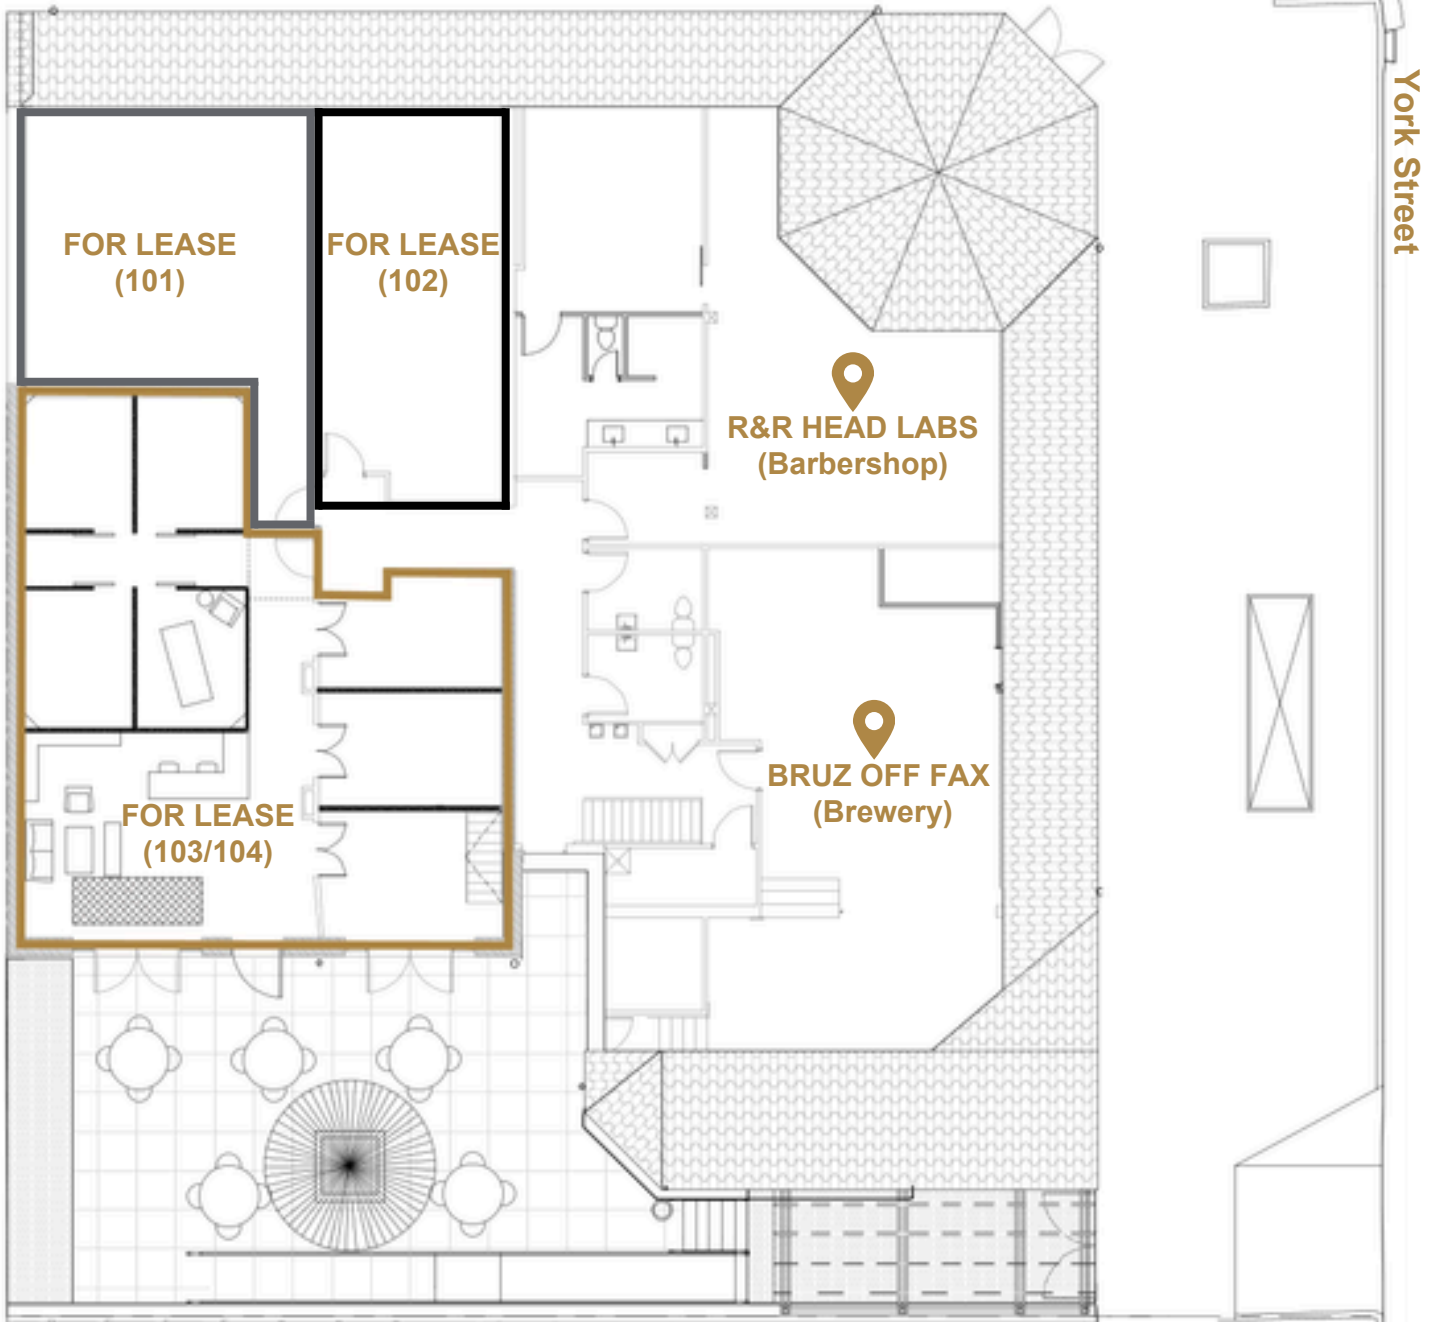 York Street
FOR LEASE
(101)
FOR LEASE
(102)
R&R HEAD LABS
(Barbershop)
BRUZ OFF FAX
(Brewery)
FOR LEASE
(103/104)